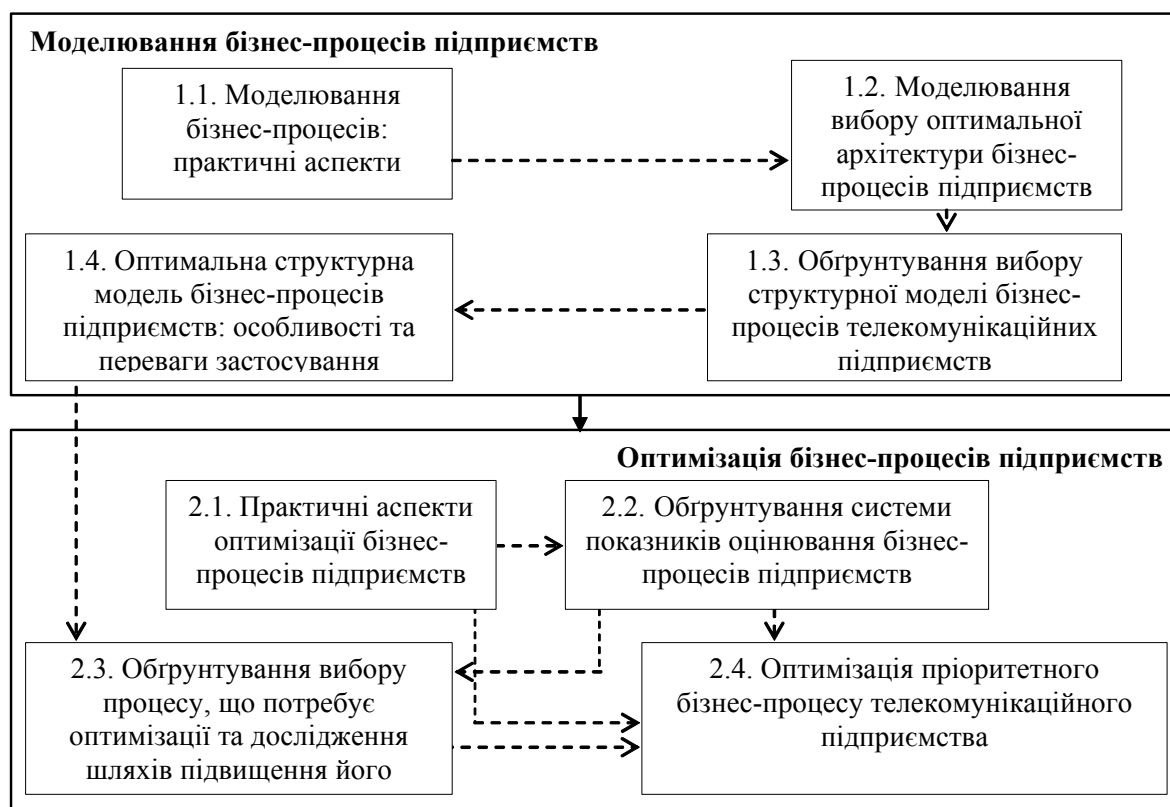 Моделювання бізнес-процесів підприємств
1.1. Моделювання
бізнес-процесів:
практичні аспекти
1.2. Моделювання
вибору оптимальної
архітектури бізнес-
процесів підприємств
1.4. Оптимальна структурна
модель бізнес-процесів
підприємств: особливості та
переваги застосування
1.3. Обґрунтування вибору
структурної моделі бізнес-
процесів телекомунікаційних
підприємств
Оптимізація бізнес-процесів підприємств
2.1. Практичні аспекти
оптимізації бізнес-
процесів підприємств
2.2. Обґрунтування системи
показників оцінювання бізнес-
процесів підприємств
2.3. Обґрунтування вибору
процесу, що потребує
оптимізації та дослідження
шляхів підвищення його
2.4. Оптимізація пріоритетного
бізнес-процесу телекомунікаційного
підприємства